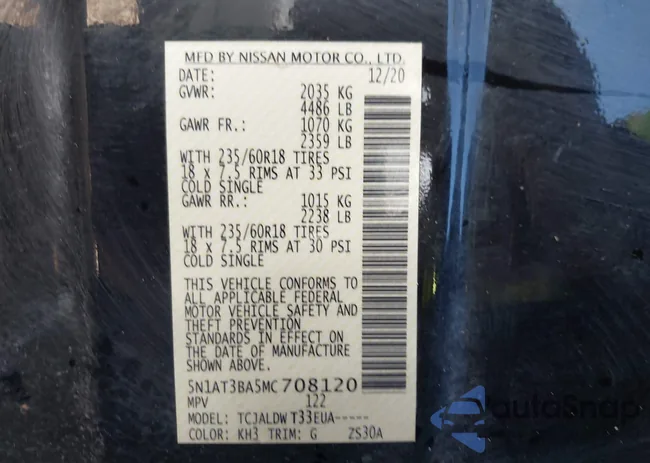 MFD BY NISSAN MOTOR CO., LTD.
DATE: 12/20
GVWR: 2035 KG
4486 LB
GAWR FR.: 1070 KG
2359 LB
WITH 235/60R18 TIRES
18 x 7.5 RIMS AT 33 PSI
COLD SINGLE
GAWR RR.: 1015 KG
2238 LB
WITH 235/60R18 TIRES
18 x 7.5 RIMS AT 30 PSI
COLD SINGLE
THIS VEHICLE CONFORMS TO
ALL APPLICABLE FEDERAL
MOTOR VEHICLE SAFETY AND
THEFT PREVENTION
STANDARDS IN EFFECT ON
THE DATE OF MANUFACTURE
SHOWN ABOVE.
5N1AT3BA5MC708120
MPV 122
MODEL: TCJALDW T33EUA-----
COLOR: KH3 TRIM: G ZS30A
AutoSnap